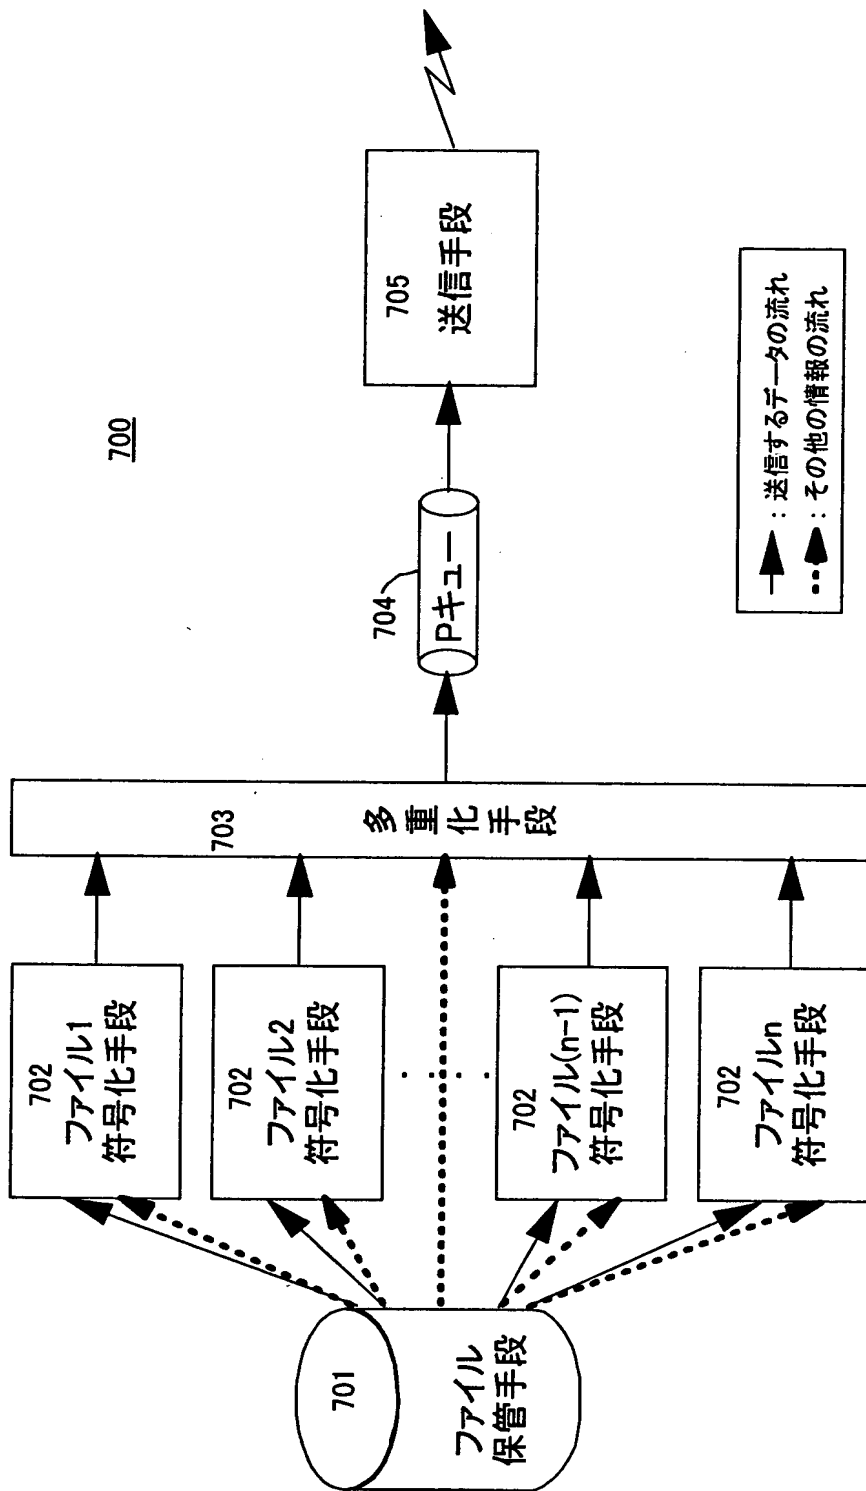 700
701
ファイル
保管手段
702
ファイル1
符号化手段
702
ファイル2
符号化手段
702
ファイル(n-1)
符号化手段
702
ファイルn
符号化手段
703
多重化手段
704
Pキュー
705
送信手段
：送信するデータの流れ
：その他の情報の流れ